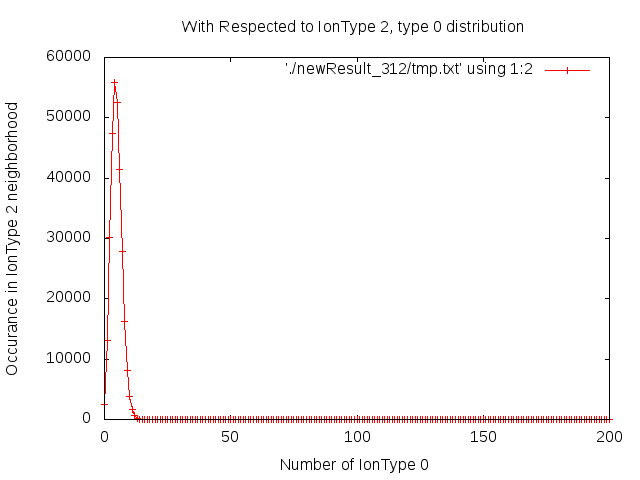 With Respected to IonType 2, type 0 distribution
'./newResult_312/tmp.txt' using 1:2
60000
50000
40000
30000
20000
10000
0
Occurance in IonType 2 neighborhood
0 50 100 150 200
Number of IonType 0